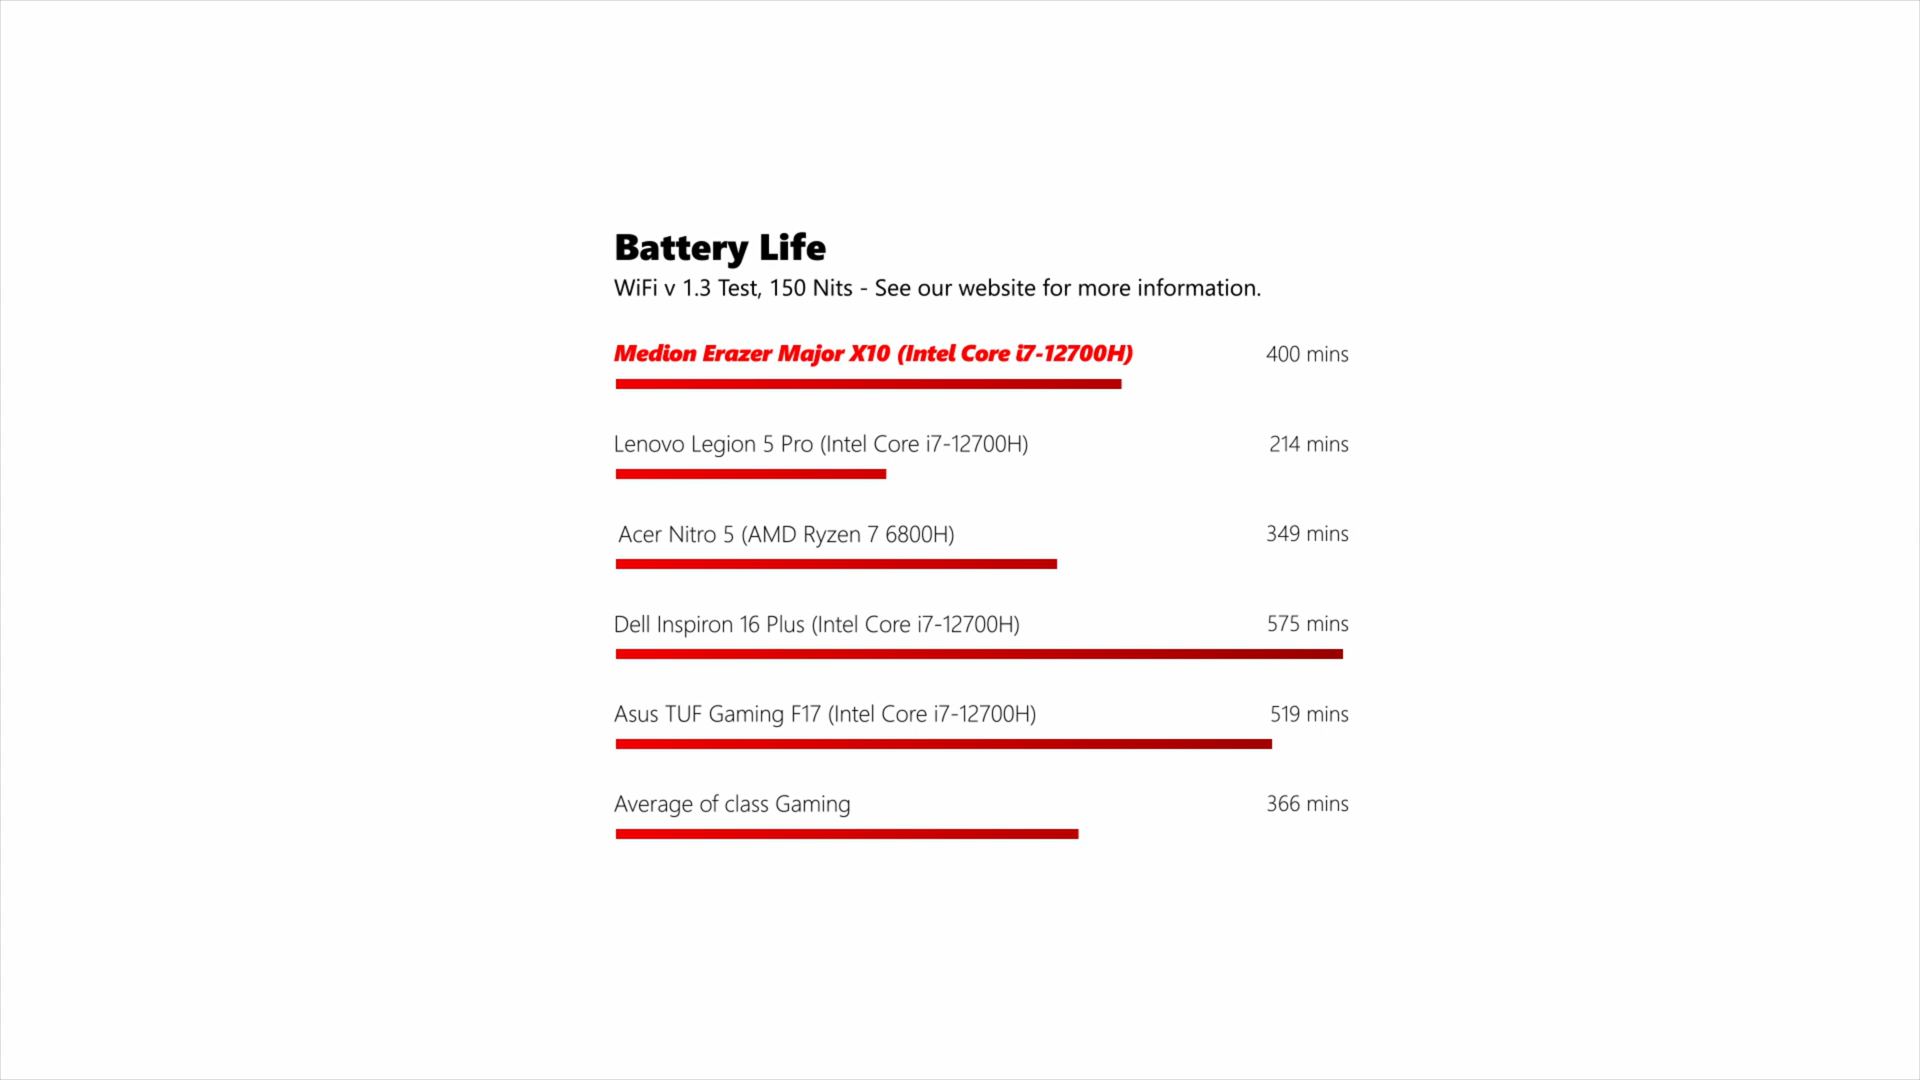 Battery Life
WiFi v 1.3 Test, 150 Nits - See our website for more information.
Medion Erazer Major X10 (Intel Core i7-12700H) 400 mins
Lenovo Legion 5 Pro (Intel Core i7-12700H) 214 mins
Acer Nitro 5 (AMD Ryzen 7 6800H) 349 mins
Dell Inspiron 16 Plus (Intel Core i7-12700H) 575 mins
Asus TUF Gaming F17 (Intel Core i7-12700H) 519 mins
Average of class Gaming 366 mins